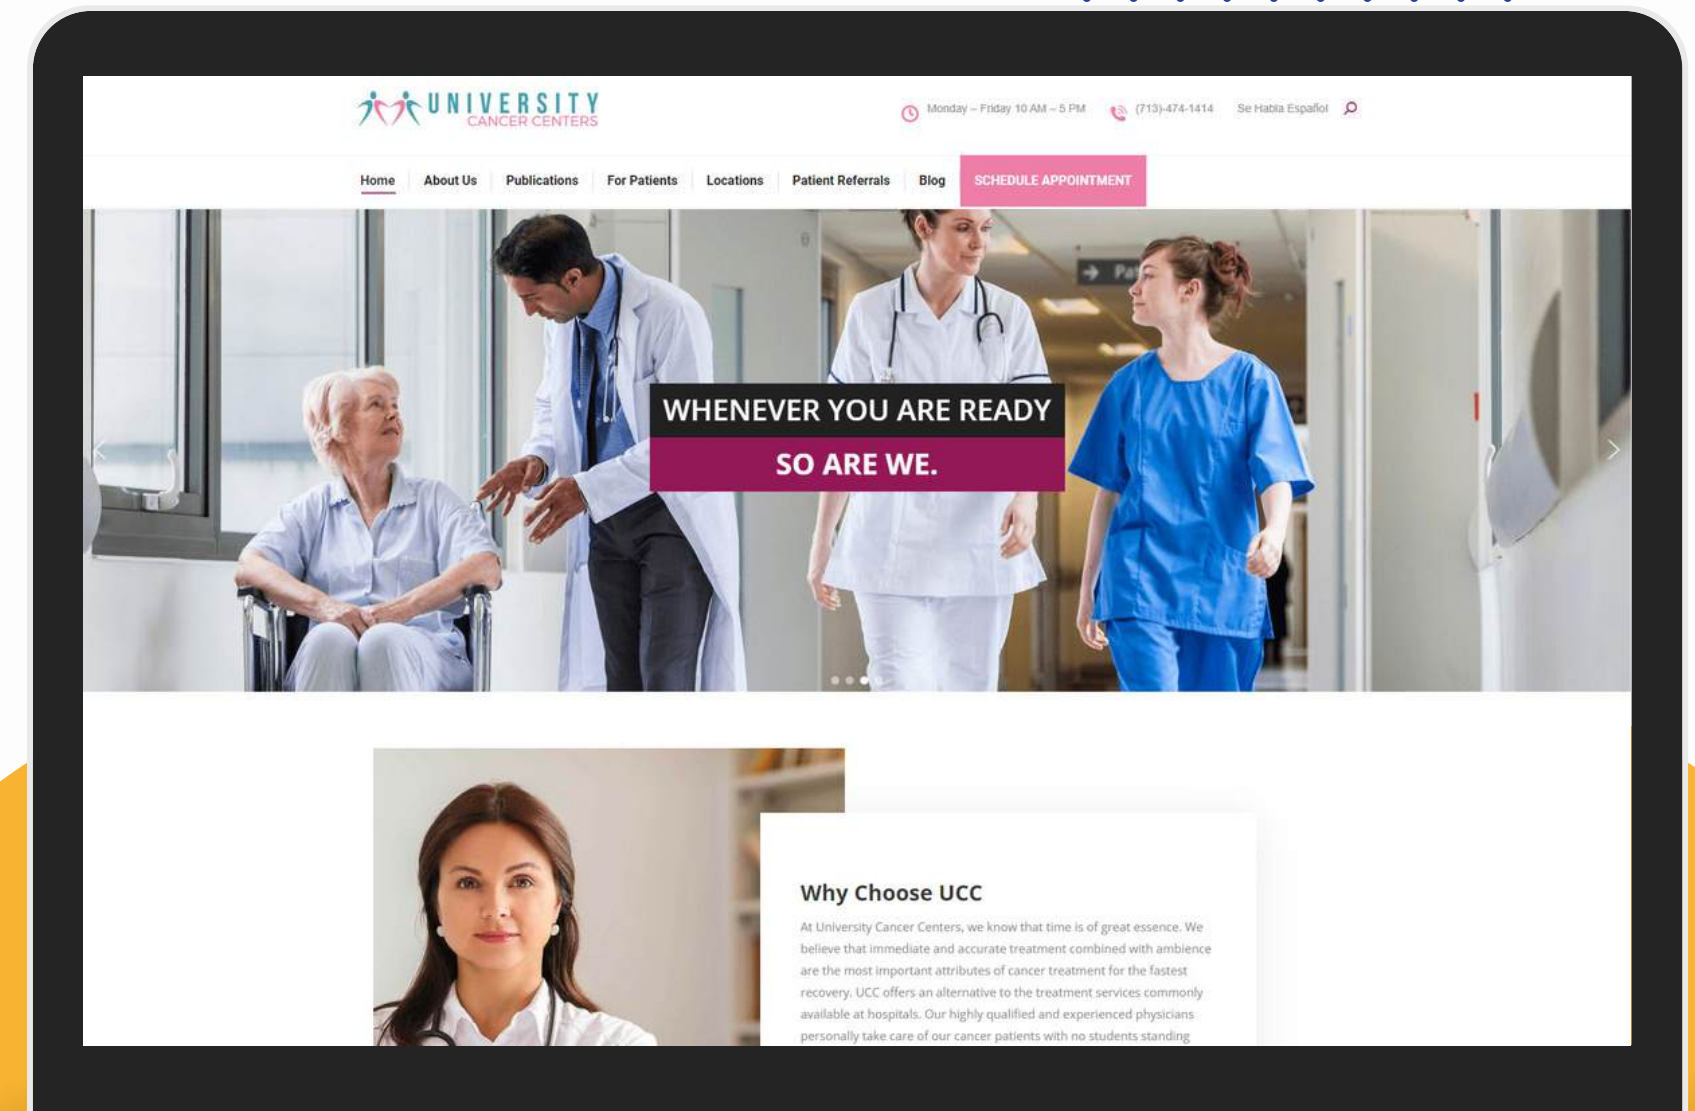 UNIVERSITY
CANCER CENTERS
Monday – Friday 10 AM – 5 PM
(713)-474-1414
Se Habla Español
Home
About Us
Publications
For Patients
Locations
Patient Referrals
Blog
SCHEDULE APPOINTMENT
Pa
WHENEVER YOU ARE READY
SO ARE WE.
Why Choose UCC
At University Cancer Centers, we know that time is of great essence. We
believe that immediate and accurate treatment combined with ambience
are the most important attributes of cancer treatment for the fastest
recovery. UCC offers an alternative to the treatment services commonly
available at hospitals. Our highly qualified and experienced physicians
personally take care of our cancer patients with no students standing